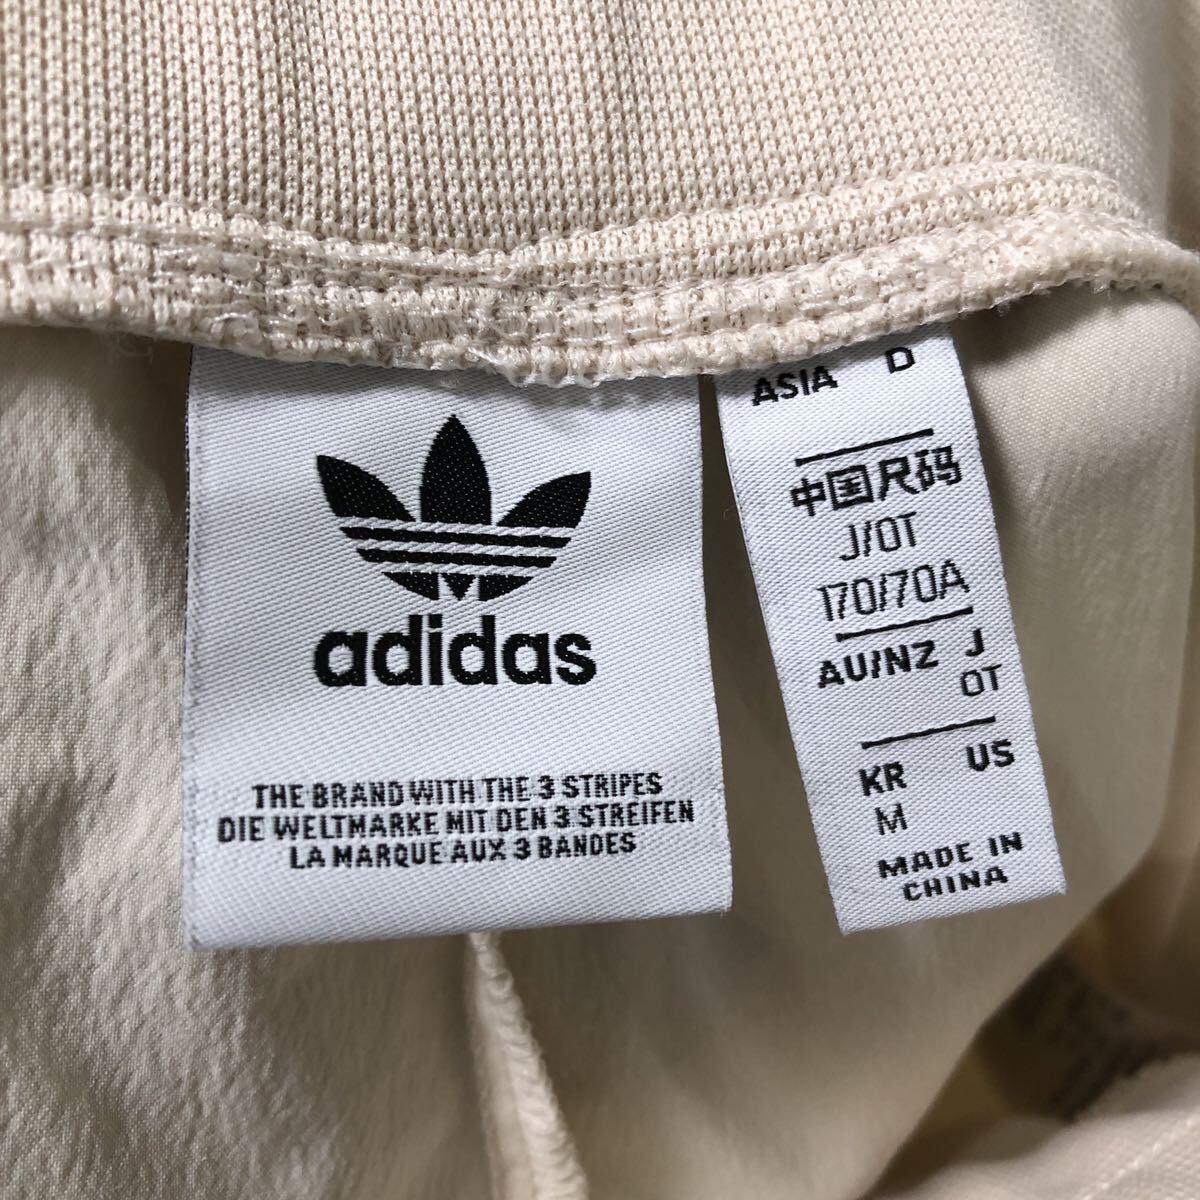 adidas
THE BRAND WITH THE 3 STRIPES
DIE WELTMARKE MIT DEN 3 STREIFEN
LA MARQUE AUX 3 BANDES
ASIA D
中国尺码
J/OT
170/70A
AU/NZ J
OT
KR US
M
MADE IN
CHINA